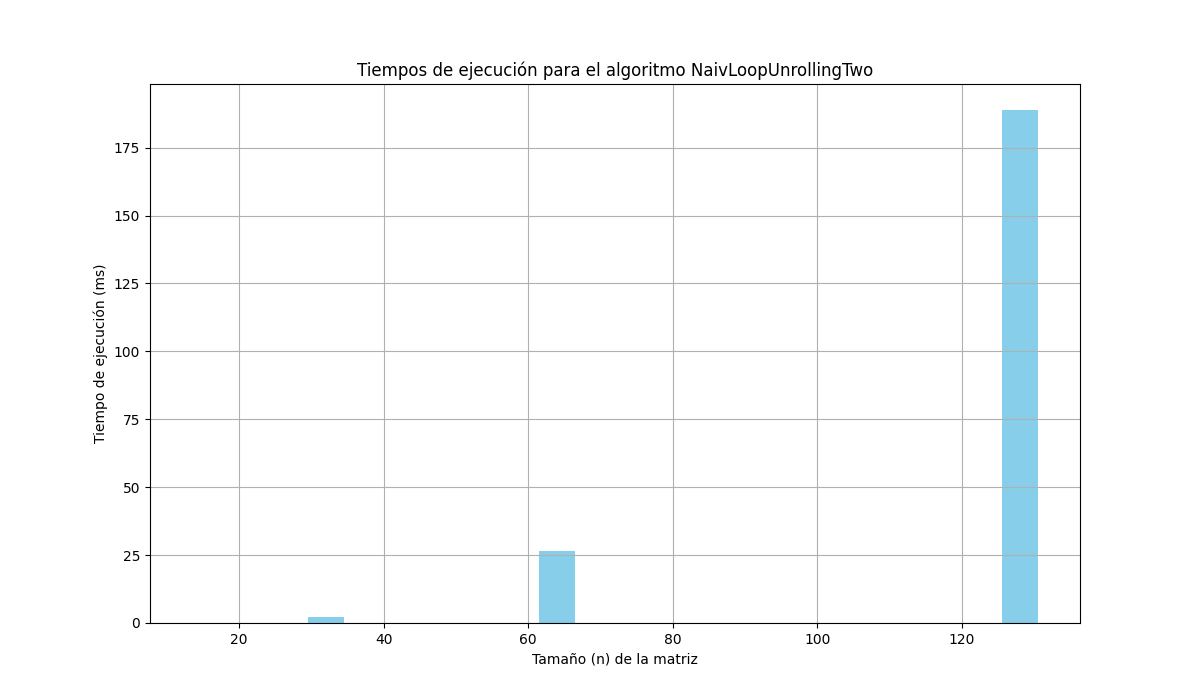 Tiempos de ejecución para el algoritmo NaivLoopUnrollingTwo
Tiempo de ejecución (ms)
175
150
125
100
75
50
25
0
20 40 60 80 100 120
Tamaño (n) de la matriz